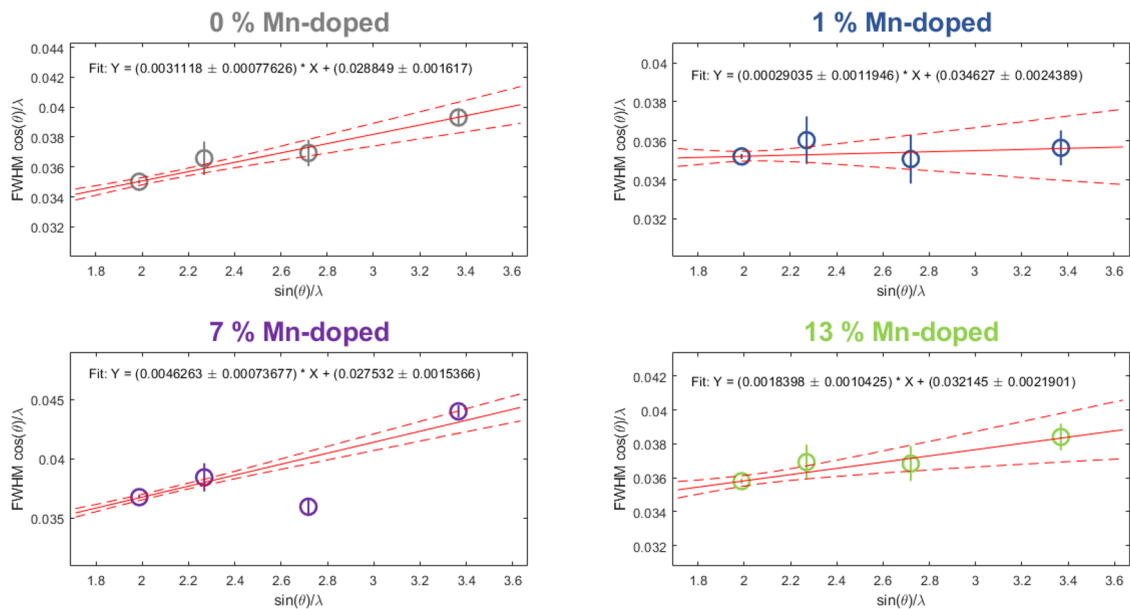 0 % Mn-doped
Fit: Y = (0.0031118 ± 0.00077626) * X + (0.028849 ± 0.001617)
FWHM cos(θ)/λ
0.044
0.042
0.04
0.038
0.036
0.034
0.032
1.8 2 2.2 2.4 2.6 2.8 3 3.2 3.4 3.6
sin(θ)/λ
1 % Mn-doped
Fit: Y = (0.00029035 ± 0.0011946) * X + (0.034627 ± 0.0024389)
FWHM cos(θ)/λ
0.04
0.038
0.036
0.034
0.032
1.8 2 2.2 2.4 2.6 2.8 3 3.2 3.4 3.6
sin(θ)/λ
7 % Mn-doped
Fit: Y = (0.0046263 ± 0.00073677) * X + (0.027532 ± 0.0015366)
FWHM cos(θ)/λ
0.045
0.04
0.035
1.8 2 2.2 2.4 2.6 2.8 3 3.2 3.4 3.6
sin(θ)/λ
13 % Mn-doped
Fit: Y = (0.0018398 ± 0.0010425) * X + (0.032145 ± 0.0021901)
FWHM cos(θ)/λ
0.042
0.04
0.038
0.036
0.034
0.032
1.8 2 2.2 2.4 2.6 2.8 3 3.2 3.4 3.6
sin(θ)/λ